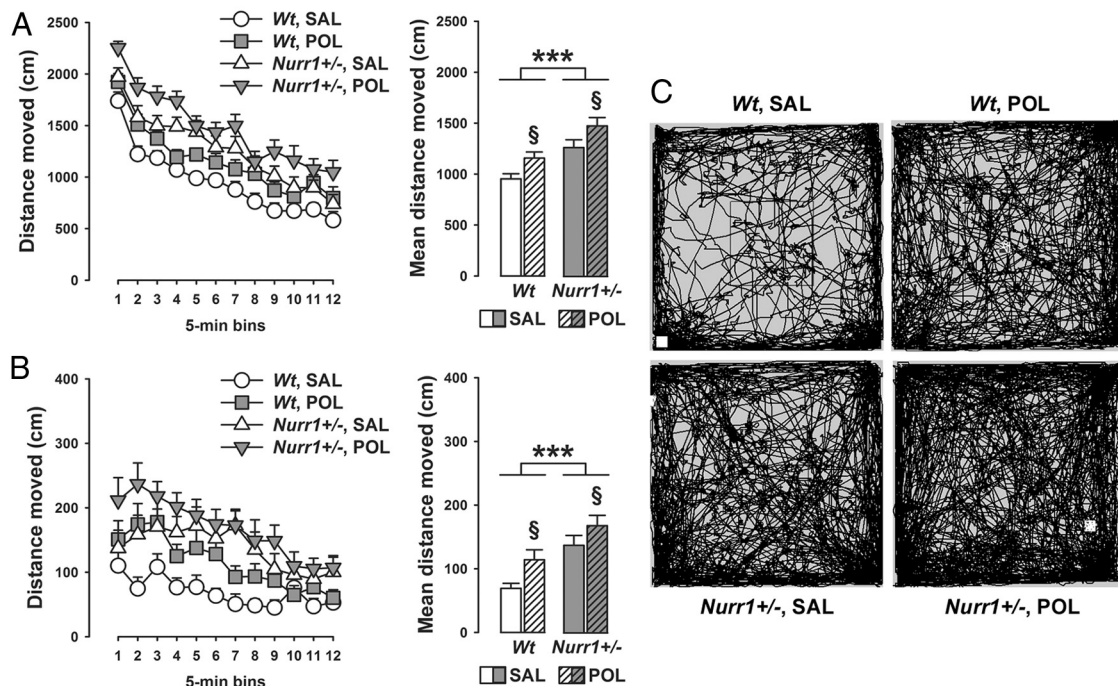 A
Distance moved (cm)
2500
2000
1500
1000
500
0
Wt, SAL
Wt, POL
Nurr1+/-, SAL
Nurr1+/-, POL
1 2 3 4 5 6 7 8 9 10 11 12
5-min bins
Mean distance moved (cm)
2500
2000
1500
1000
500
0
***
§
§
Wt Nurr1+/-
SAL POL
B
Distance moved (cm)
400
300
200
100
0
Wt, SAL
Wt, POL
Nurr1+/-, SAL
Nurr1+/-, POL
1 2 3 4 5 6 7 8 9 10 11 12
5-min bins
Mean distance moved (cm)
400
300
200
100
0
***
§
§
Wt Nurr1+/-
SAL POL
C
Wt, SAL Wt, POL
Nurr1+/-, SAL Nurr1+/-, POL